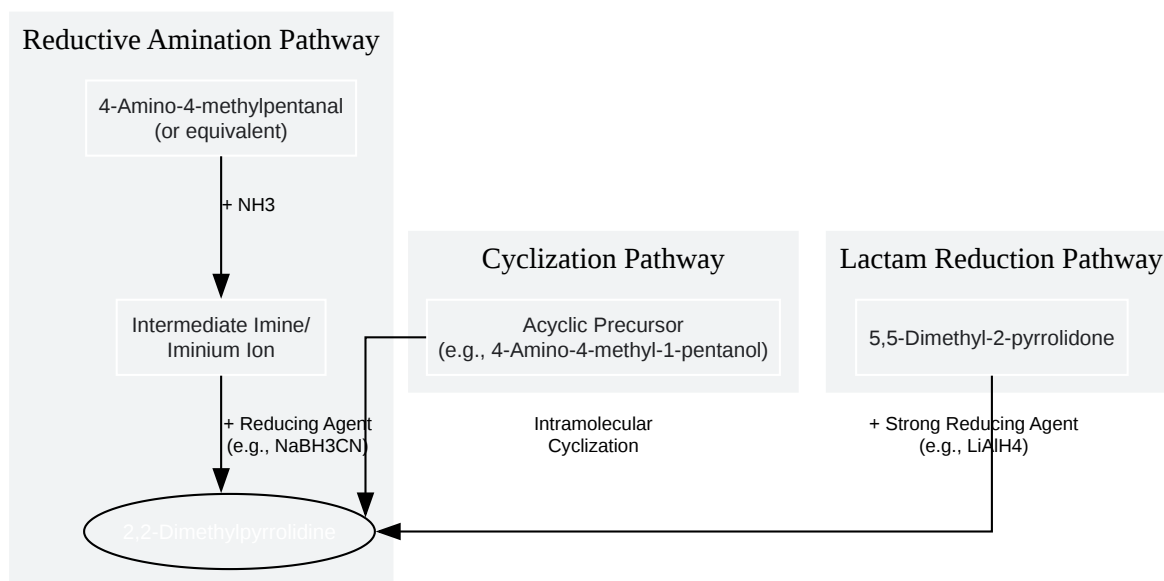 Reductive Amination Pathway
4-Amino-4-methylpentanal
(or equivalent)
+ NH3
Intermediate Imine/
Iminium Ion
+ Reducing Agent
(e.g., NaBH3CN)
2,2-Dimethylpyrrolidine
Cyclization Pathway
Acyclic Precursor
(e.g., 4-Amino-4-methyl-1-pentanol)
Intramolecular
Cyclization
Lactam Reduction Pathway
5,5-Dimethyl-2-pyrrolidone
+ Strong Reducing Agent
(e.g., LiAlH4)